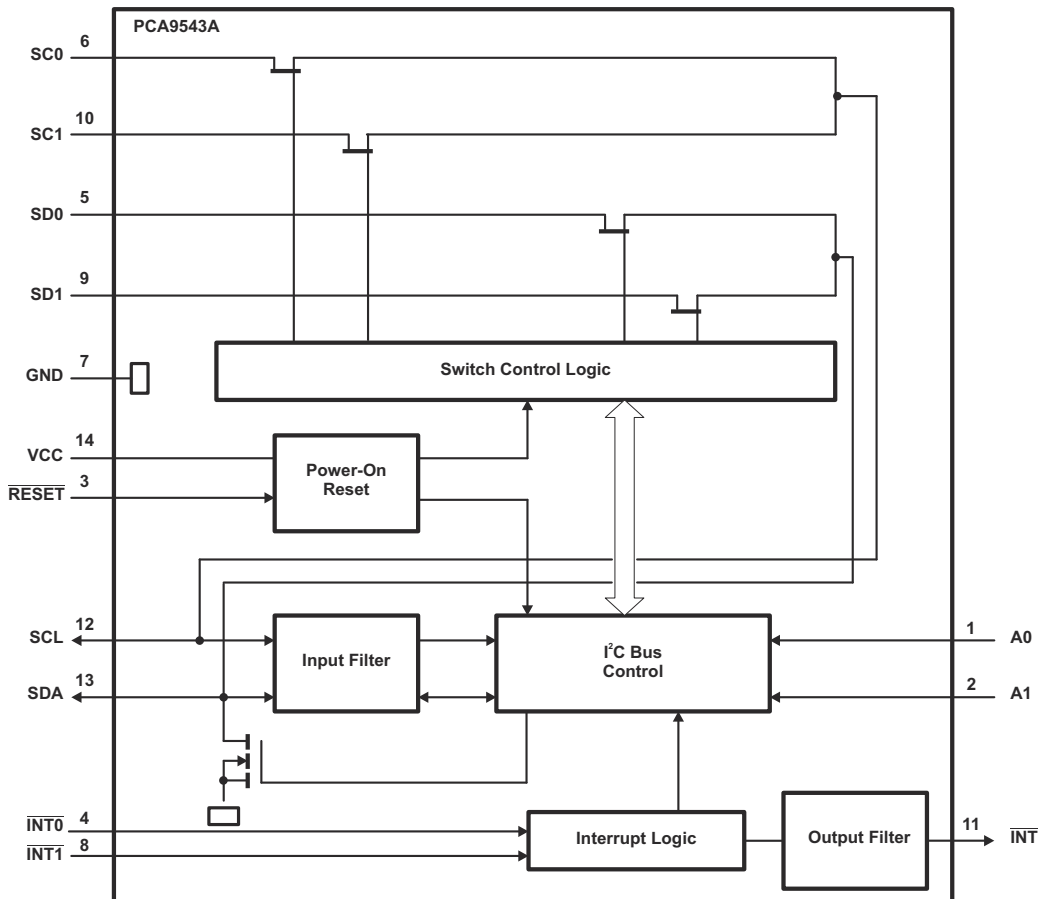 PCA9543A
SC0 6
SC1 10
SD0 5
SD1 9
GND 7
Switch Control Logic
VCC 14
RESET 3
Power-On
Reset
SCL 12
SDA 13
Input Filter
I²C Bus
Control
1 A0
2 A1
INT0 4
INT1 8
Interrupt Logic
Output Filter
11 INT